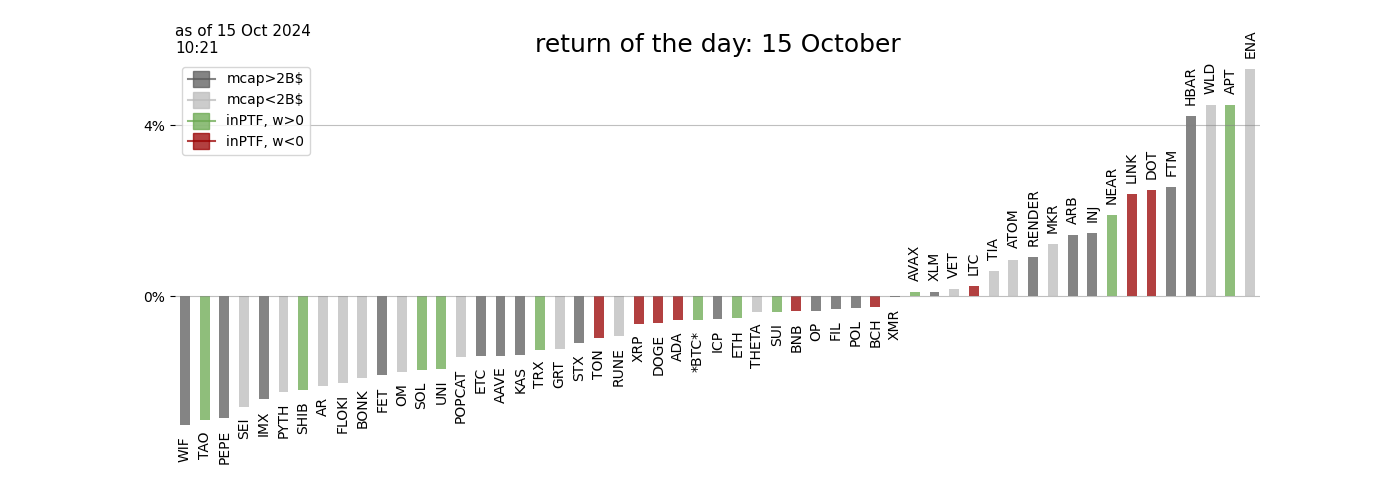 as of 15 Oct 2024
10:21
return of the day: 15 October
mcap>2B$
mcap<2B$
inPTF, w>0
inPTF, w<0
4%
0%
WIF
TAO
PEPE
SEI
IMX
PYTH
SHIB
AR
FLOKI
BONK
FET
OM
SOL
UNI
POPCAT
ETC
AAVE
KAS
TRX
GRT
STX
TON
RUNE
XRP
DOGE
ADA
*BTC*
ICP
ETH
THETA
SUI
BNB
OP
FIL
POL
BCH
XMR
AVAX
XLM
VET
LTC
TIA
ATOM
RENDER
MKR
ARB
INJ
NEAR
LINK
DOT
FTM
HBAR
WLD
APT
ENA